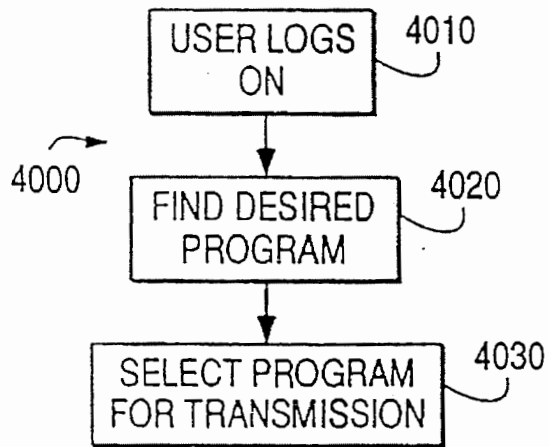 USER LOGS
ON
4010
4000
FIND DESIRED
PROGRAM
4020
SELECT PROGRAM
FOR TRANSMISSION
4030